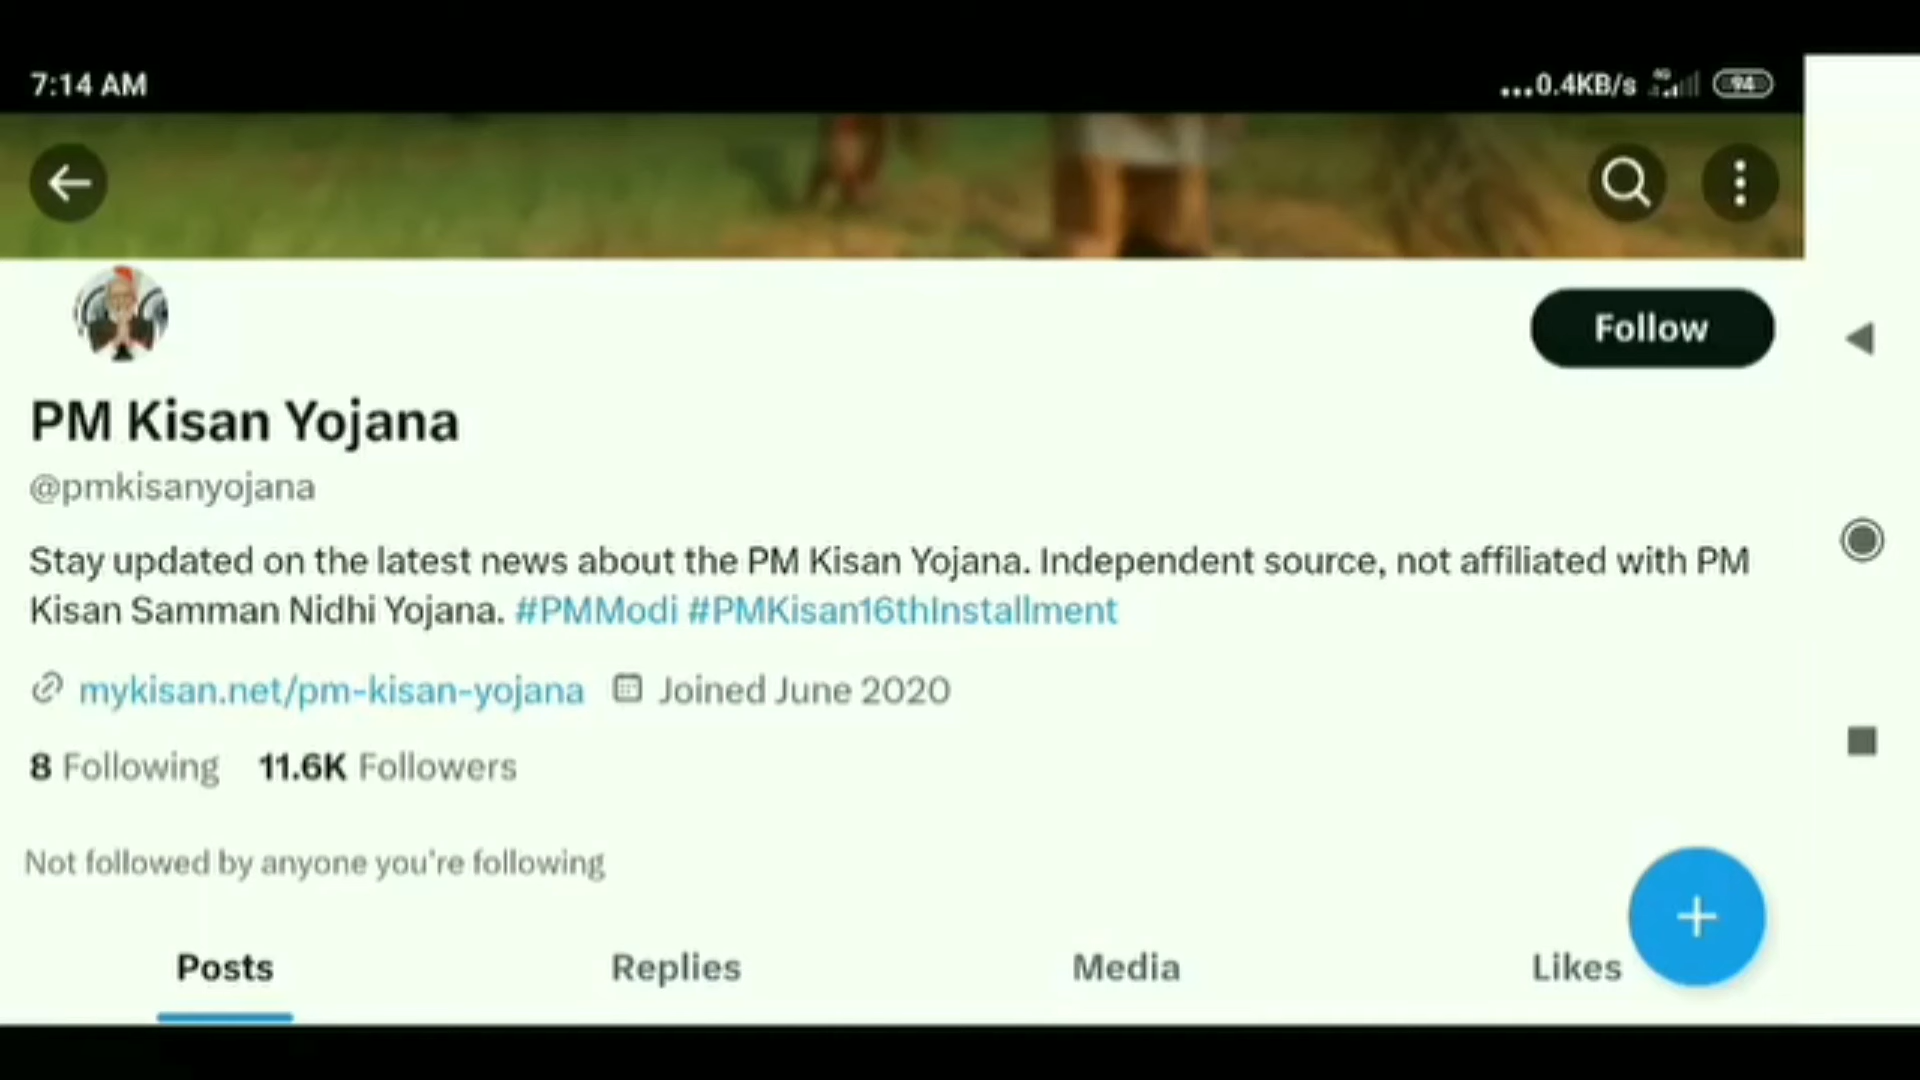 7:14 AM
...0.4KB/s 4G 94
Follow
PM Kisan Yojana
@pmkisanyojana
Stay updated on the latest news about the PM Kisan Yojana. Independent source, not affiliated with PM
Kisan Samman Nidhi Yojana. #PMModi #PMKisan16thInstallment
mykisan.net/pm-kisan-yojana Joined June 2020
8 Following 11.6K Followers
Not followed by anyone you're following
Posts Replies Media Likes